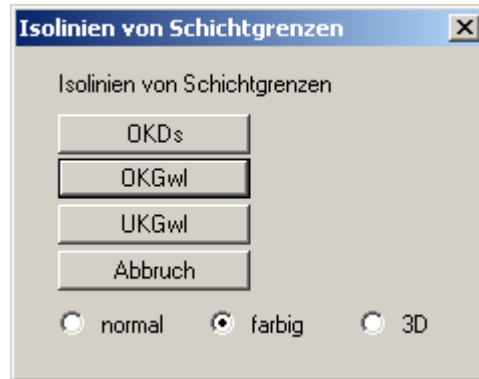 Isolinien von Schichtgrenzen
Isolinien von Schichtgrenzen
OKDs
OKGwl
UKGwl
Abbruch
normal farbig 3D